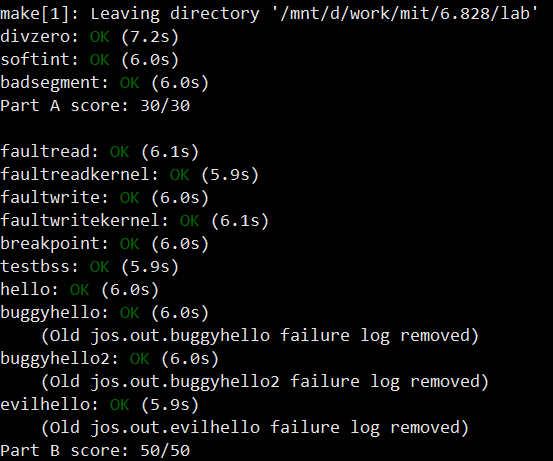 make[1]: Leaving directory '/mnt/d/work/mit/6.828/lab'
divzero: OK (7.2s)
softint: OK (6.0s)
badsegment: OK (6.0s)
Part A score: 30/30
faultread: OK (6.1s)
faultreadkernel: OK (5.9s)
faultwrite: OK (6.0s)
faultwritekernel: OK (6.1s)
breakpoint: OK (6.0s)
testbss: OK (5.9s)
hello: OK (6.0s)
buggyhello: OK (6.0s)
    (Old jos.out.buggyhello failure log removed)
buggyhello2: OK (6.0s)
    (Old jos.out.buggyhello2 failure log removed)
evilhello: OK (5.9s)
    (Old jos.out.evilhello failure log removed)
Part B score: 50/50